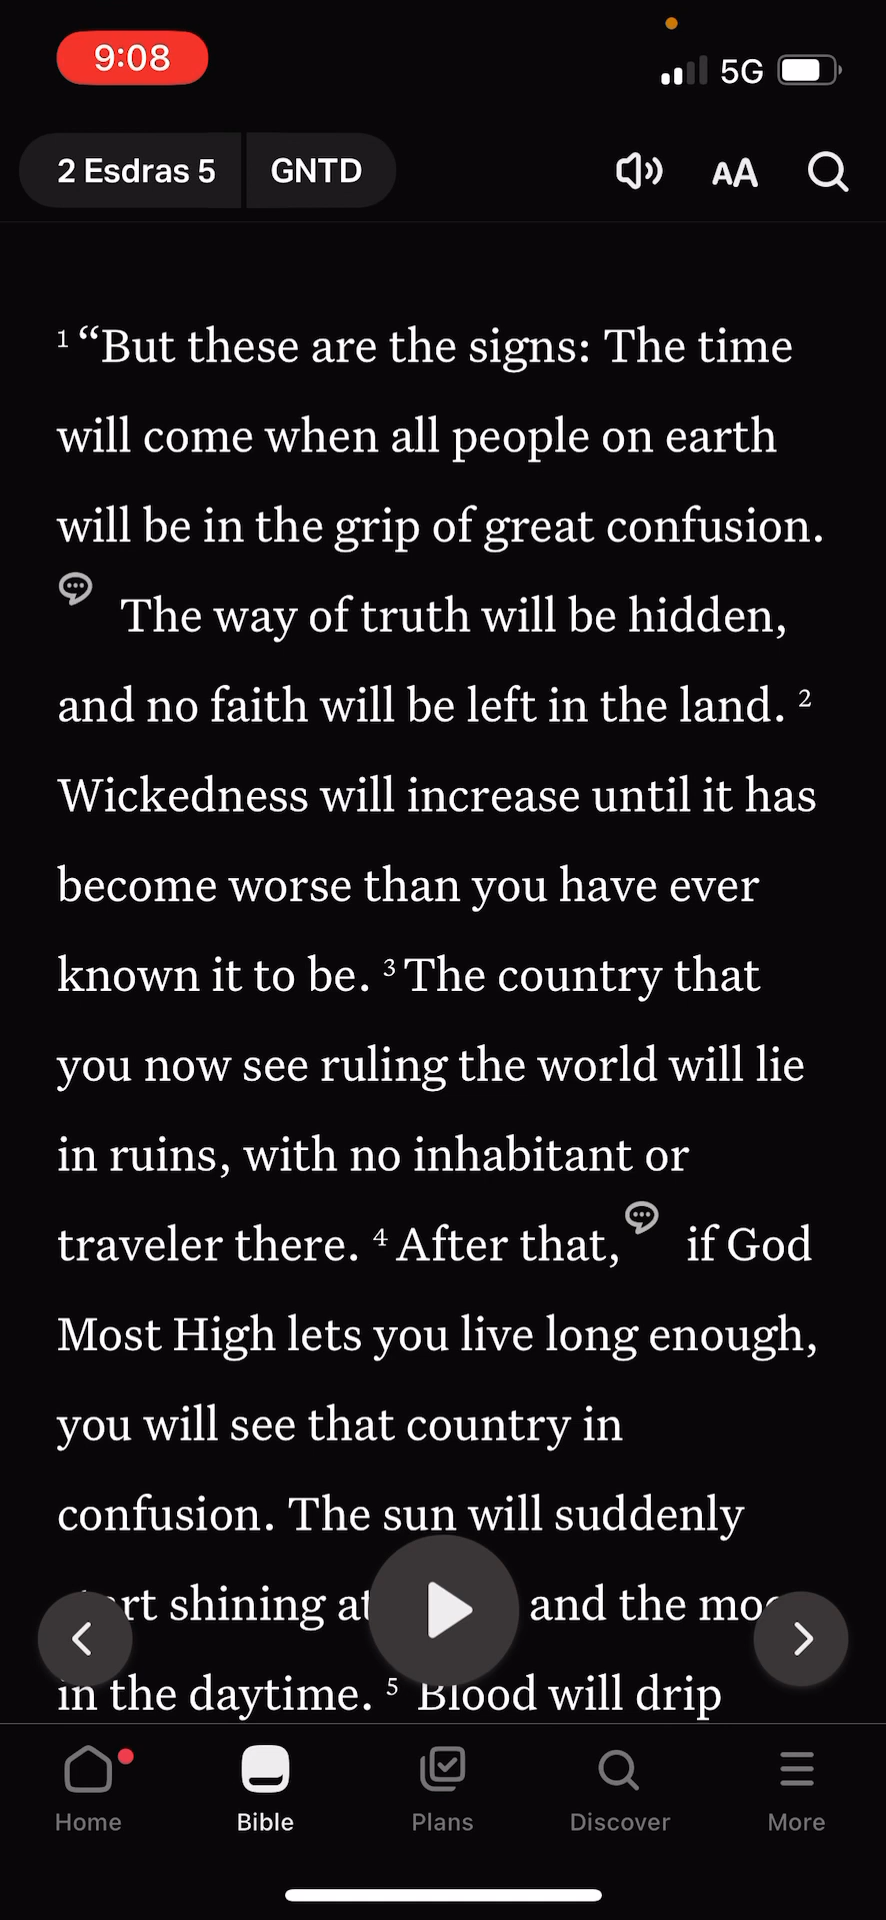 9:08
5G
2 Esdras 5 GNTD
AA
1 “But these are the signs: The time
will come when all people on earth
will be in the grip of great confusion.
The way of truth will be hidden,
and no faith will be left in the land. 2
Wickedness will increase until it has
become worse than you have ever
known it to be. 3 The country that
you now see ruling the world will lie
in ruins, with no inhabitant or
traveler there. 4 After that, if God
Most High lets you live long enough,
you will see that country in
confusion. The sun will suddenly
shining and the
in the daytime. 5 Blood will drip
Home Bible Plans Discover More